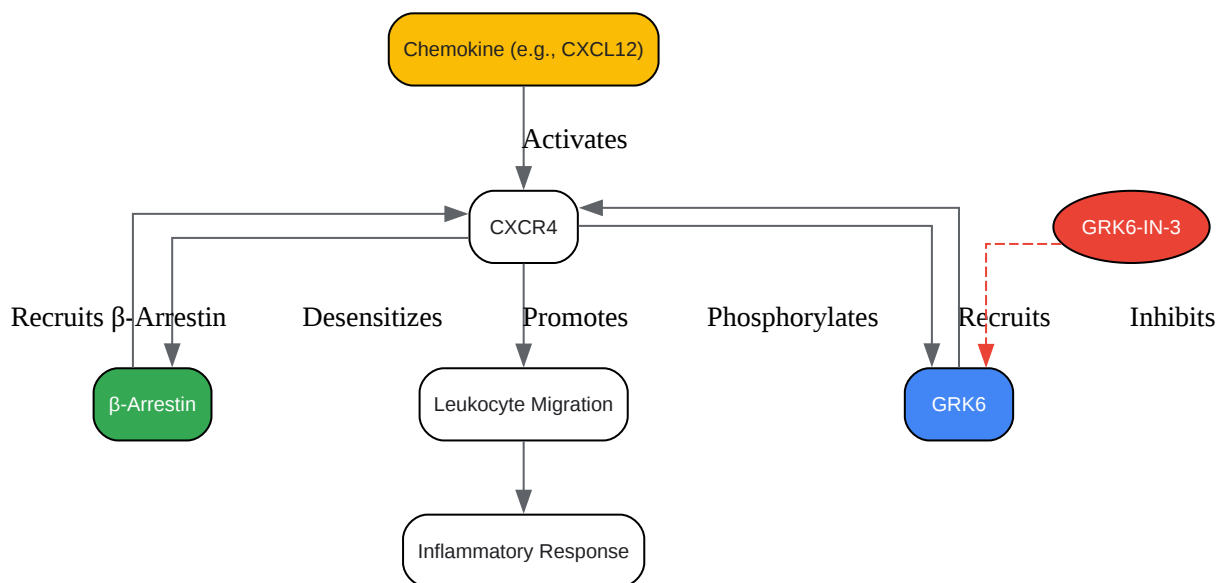 Chemokine (e.g., CXCL12)
Activates
CXCR4
GRK6-IN-3
Recruits β-Arrestin
Desensitizes
Promotes
Phosphorylates
Recruits
Inhibits
β-Arrestin
Leukocyte Migration
GRK6
Inflammatory Response